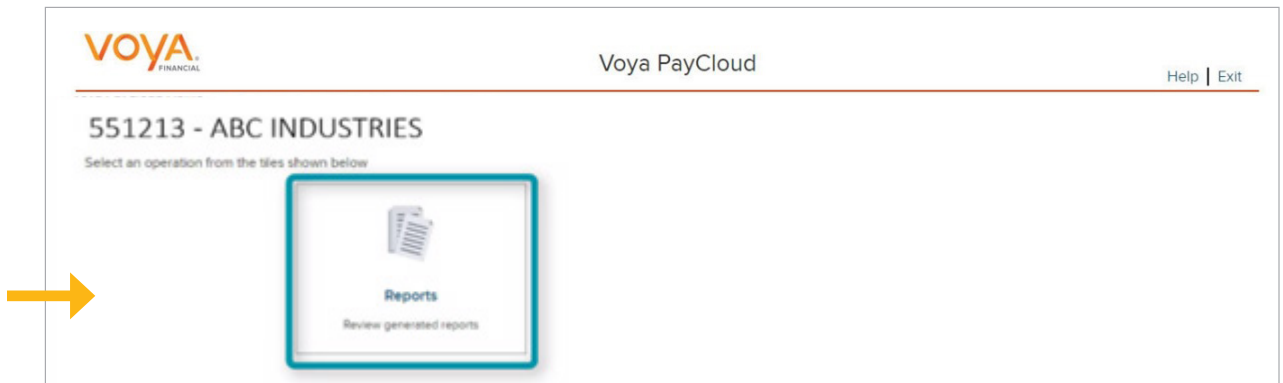 VOYA
FINANCIAL
Voya PayCloud
Help | Exit
551213 - ABC INDUSTRIES
Select an operation from the tiles shown below
Reports
Review generated reports